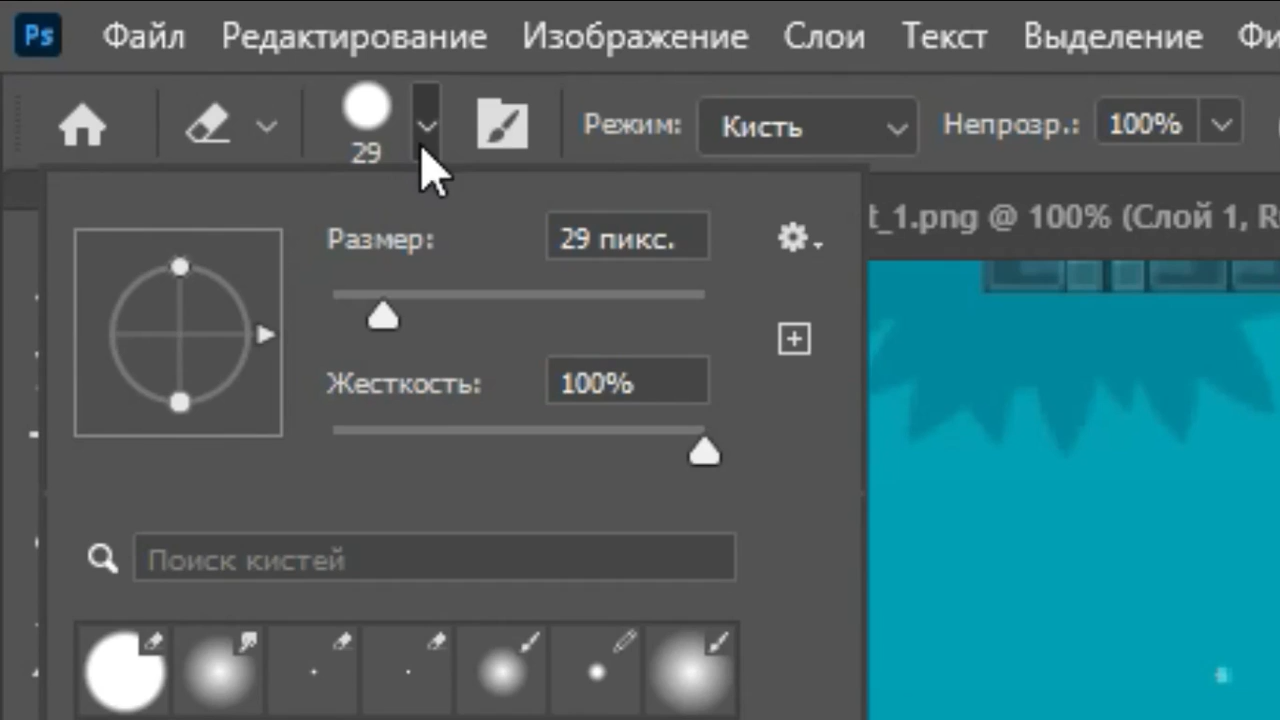 Ps Файл Редактирование Изображение Слои Текст Выделение
29 Режим: Кисть Непрозр.: 100%
t_1.png @ 100% (Слой 1, R
Размер: 29 пикс.
Жесткость: 100%
Поиск кистей